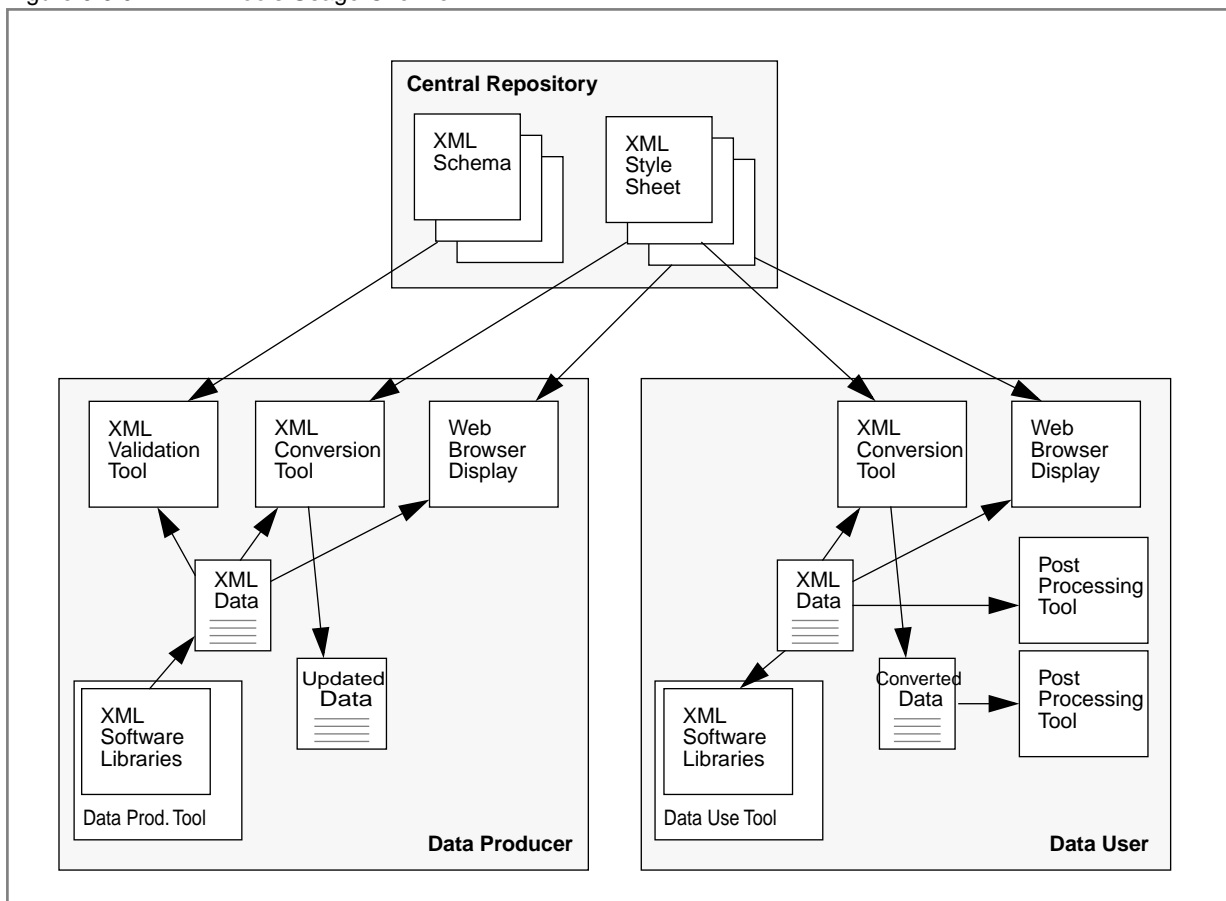 Central Repository
XML
Schema
XML
Style
Sheet
XML
Validation
Tool
XML
Conversion
Tool
Web
Browser
Display
XML
Data
Updated
Data
XML
Software
Libraries
Data Prod. Tool
Data Producer
XML
Conversion
Tool
Web
Browser
Display
XML
Data
Post
Processing
Tool
Converted
Data
Post
Processing
Tool
XML
Software
Libraries
Data Use Tool
Data User